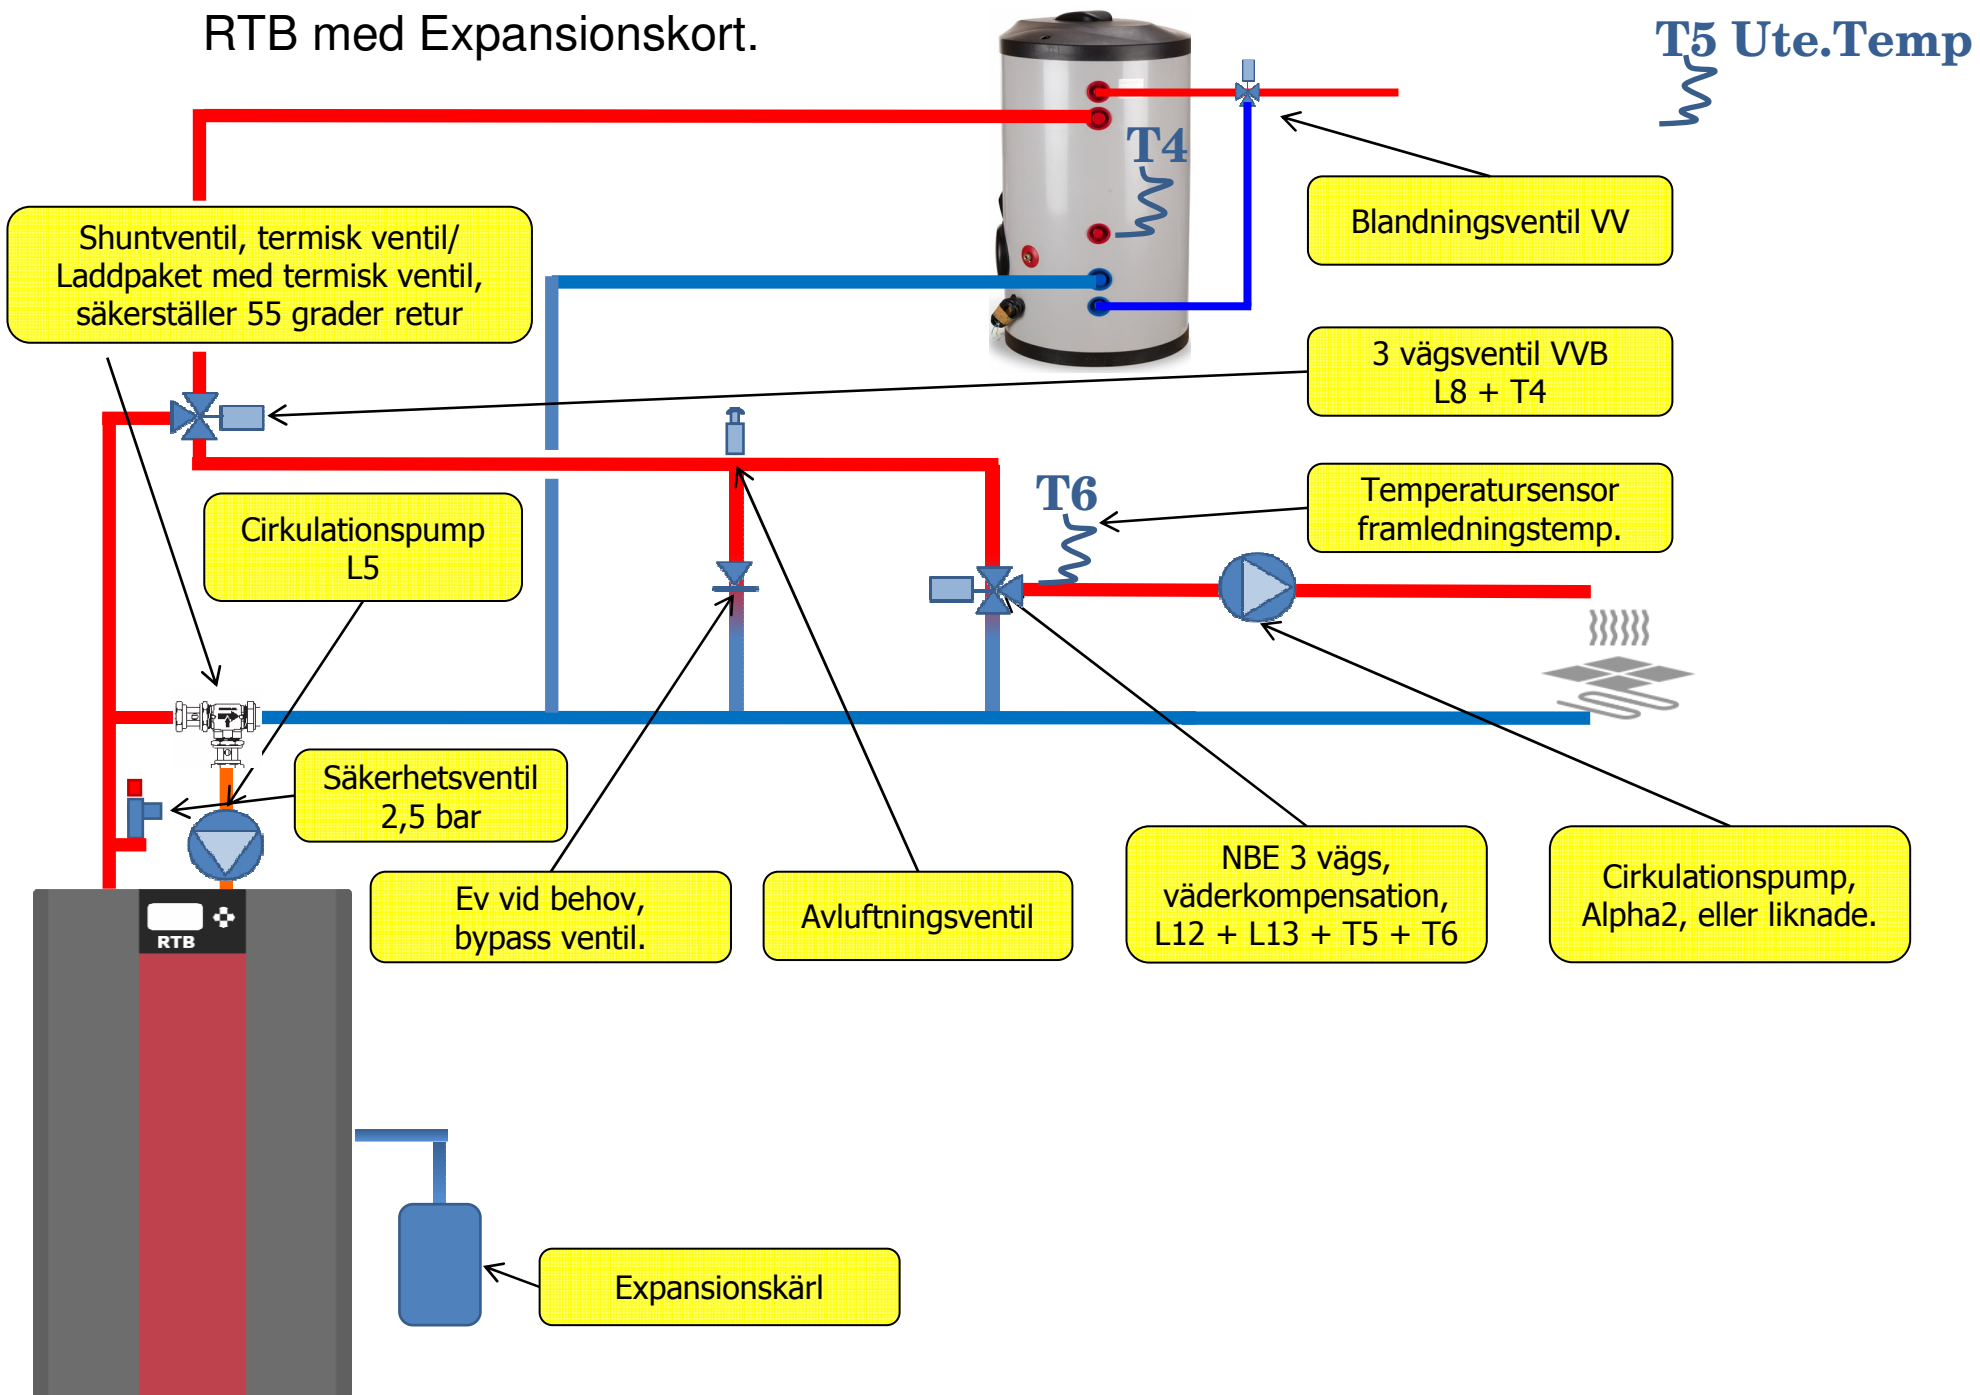 RTB med Expansionskort.
T5 Ute.Temp
T4
Shuntventil, termisk ventil/
Laddpaket med termisk ventil,
säkerställer 55 grader retur
Blandningsventil VV
3 vägsventil VVB
L8 + T4
T6
Temperatursensor
framledningstemp.
Cirkulationspump
L5
Säkerhetsventil
2,5 bar
Ev vid behov,
bypass ventil.
Avluftningsventil
NBE 3 vägs,
väderkompensation,
L12 + L13 + T5 + T6
Cirkulationspump,
Alpha2, eller liknade.
RTB
Expansionskärl